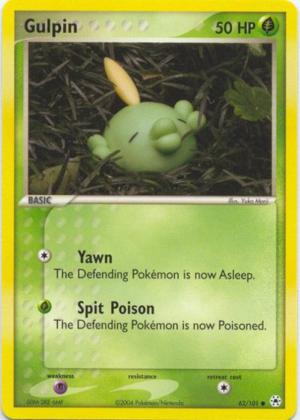 Gulpin
50 HP
BASIC
Illus. Yuka Morii
Yawn
The Defending Pokémon is now Asleep.
Spit Poison
The Defending Pokémon is now Poisoned.
weakness
resistance
retreat cost
©2004 Pokémon/Nintendo
62/101